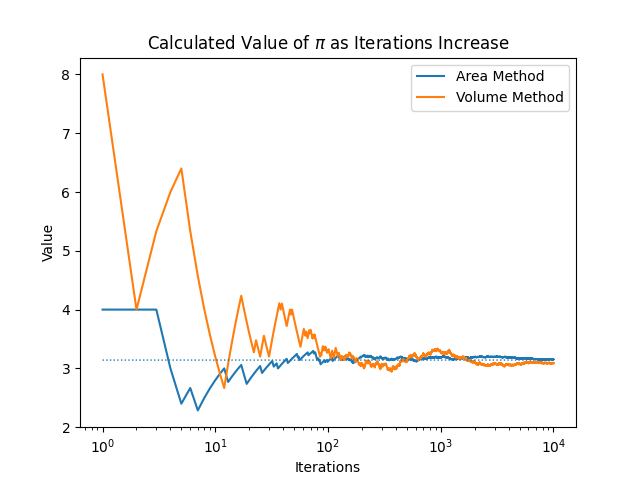 Calculated Value of π as Iterations Increase
Area Method
Volume Method
Value
8
7
6
5
4
3
2
10⁰
10¹
10²
10³
10⁴
Iterations